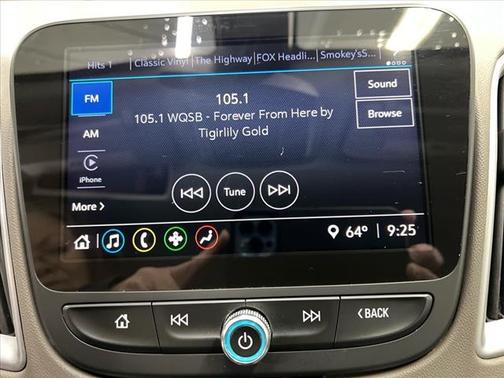 Hits 1 Classic Vinyl The Highway FOX Headli... Smokey'sS...
FM
105.1
Sound
105.1 WQSB - Forever From Here by
Tigirlily Gold
Browse
AM
iPhone
Tune
More >
64° 9:25
< BACK